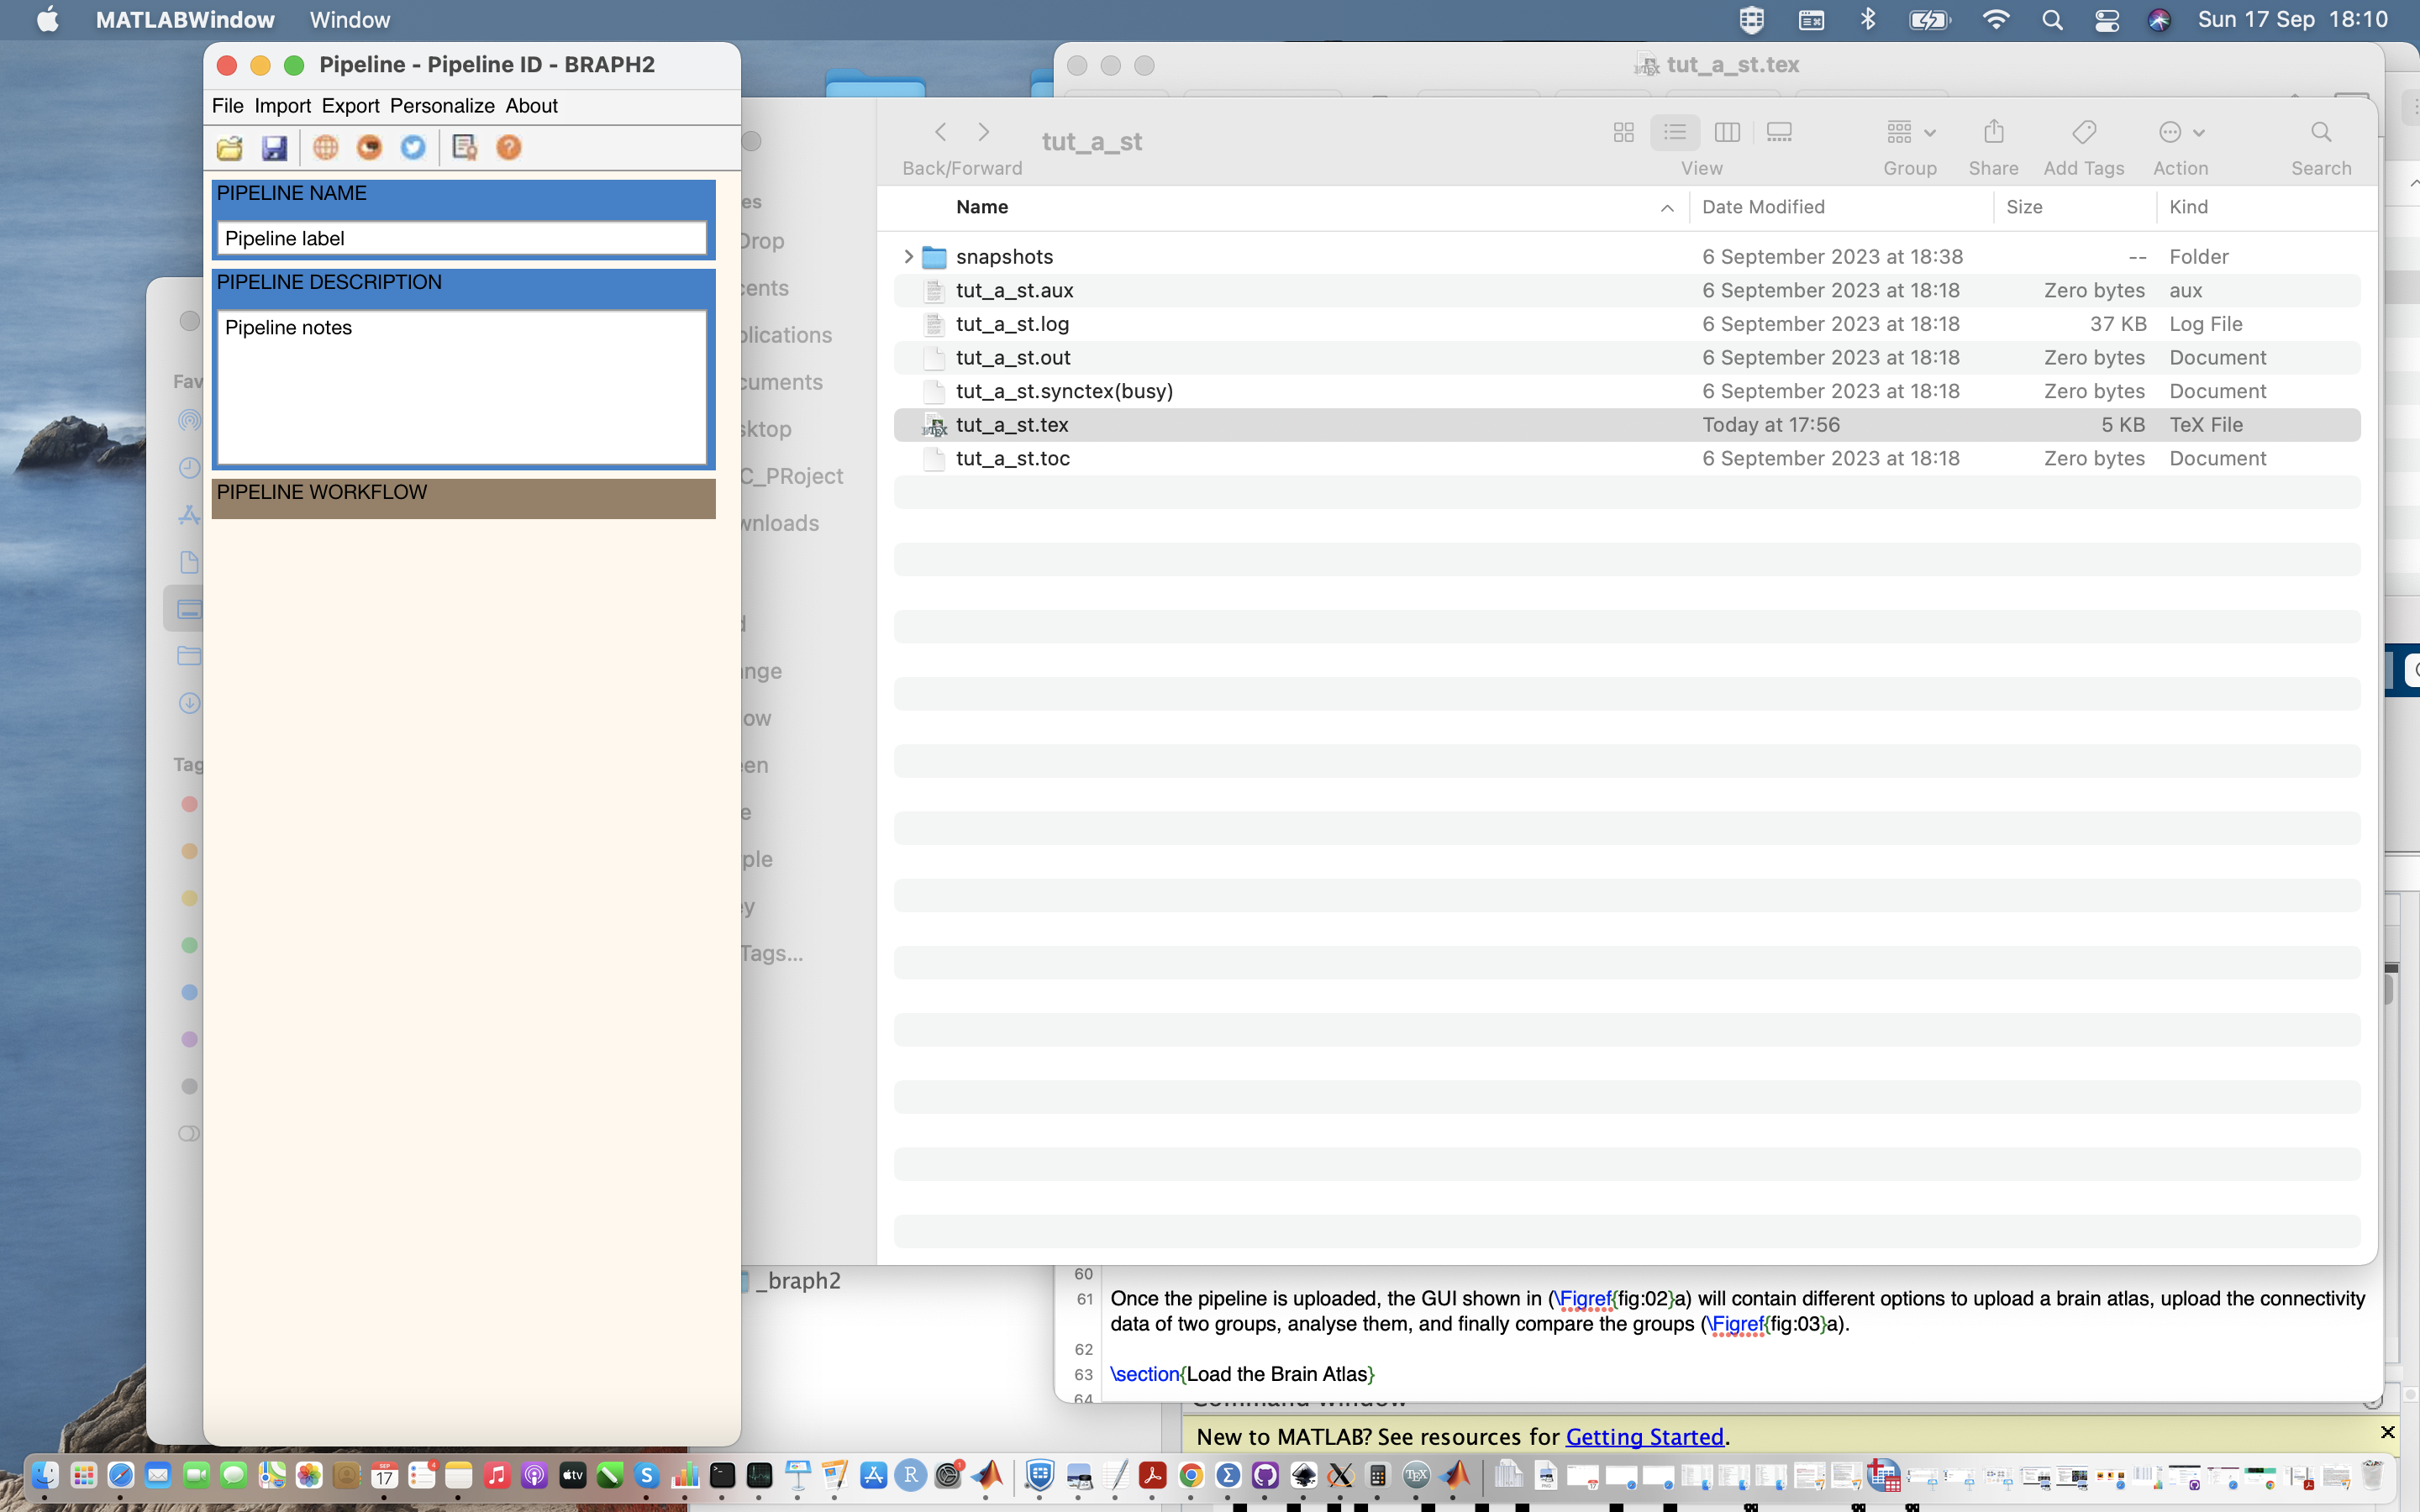 MATLABWindow Window
Sun 17 Sep 18:10
Pipeline - Pipeline ID - BRAPH2
File Import Export Personalize About
PIPELINE NAME
Pipeline label
PIPELINE DESCRIPTION
Pipeline notes
PIPELINE WORKFLOW
Fav
Tag
es
Drop
cents
plications
cuments
sktop
C_PRoject
wnloads
nge
ow
en
e
ple
ey
Tags...
_braph2
tut_a_st.tex
Back/Forward
tut_a_st
View
Group
Share
Add Tags
Action
Search
Name Date Modified Size Kind
snapshots 6 September 2023 at 18:38 -- Folder
tut_a_st.aux 6 September 2023 at 18:18 Zero bytes aux
tut_a_st.log 6 September 2023 at 18:18 37 KB Log File
tut_a_st.out 6 September 2023 at 18:18 Zero bytes Document
tut_a_st.synctex(busy) 6 September 2023 at 18:18 Zero bytes Document
tut_a_st.tex Today at 17:56 5 KB TeX File
tut_a_st.toc 6 September 2023 at 18:18 Zero bytes Document
60
61 Once the pipeline is uploaded, the GUI shown in (\Figref{fig:02}a) will contain different options to upload a brain atlas, upload the connectivity
data of two groups, analyse them, and finally compare the groups (\Figref{fig:03}a).
62
63 \section{Load the Brain Atlas}
64
Command Window
New to MATLAB? See resources for Getting Started.